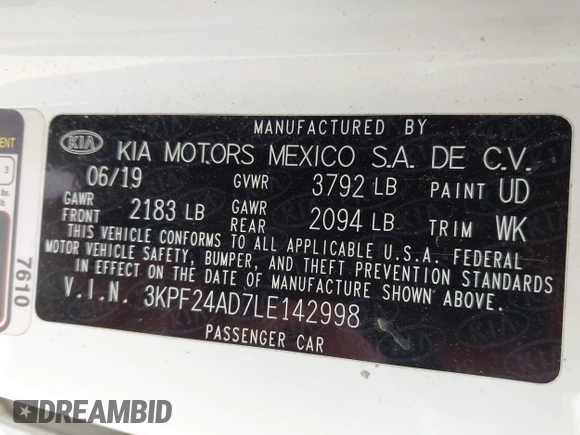 MANUFACTURED BY
KIA KIA MOTORS MEXICO S.A. DE C.V.
06/19 GVWR 3792 LB PAINT UD
GAWR FRONT 2183 LB GAWR REAR 2094 LB TRIM WK
THIS VEHICLE CONFORMS TO ALL APPLICABLE U.S.A. FEDERAL
MOTOR VEHICLE SAFETY, BUMPER, AND THEFT PREVENTION STANDARDS
IN EFFECT ON THE DATE OF MANUFACTURE SHOWN ABOVE.
V.I.N. 3KPF24AD7LE142998
PASSENGER CAR
ENT
3
7610
DREAMBID